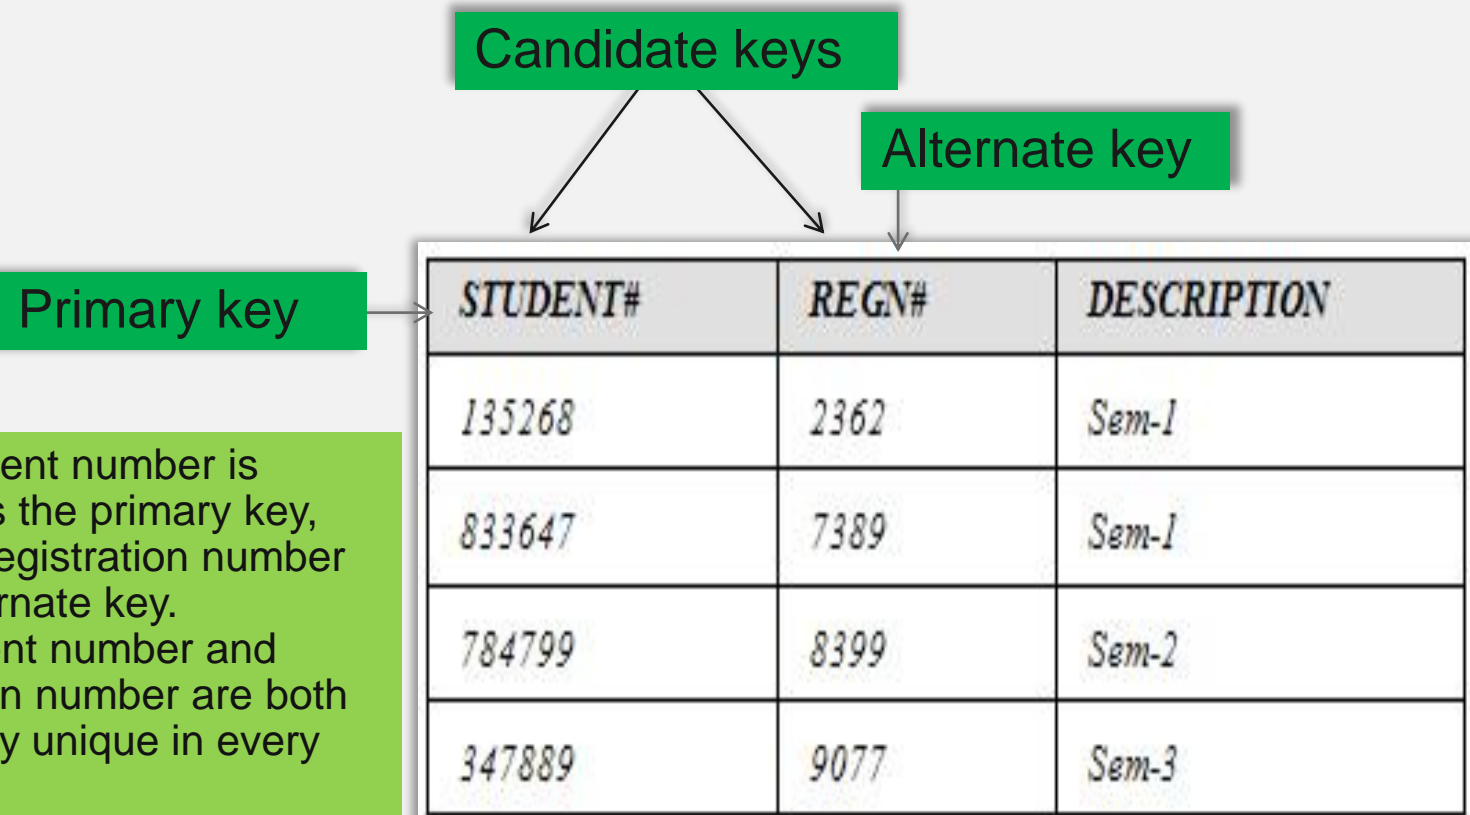 Candidate keys
Alternate key
Primary key
STUDENT# REGN# DESCRIPTION
135268 2362 Sem-1
833647 7389 Sem-1
784799 8399 Sem-2
347889 9077 Sem-3
ent number is
s the primary key,
egistration number
rnate key.
nt number and
n number are both
y unique in every